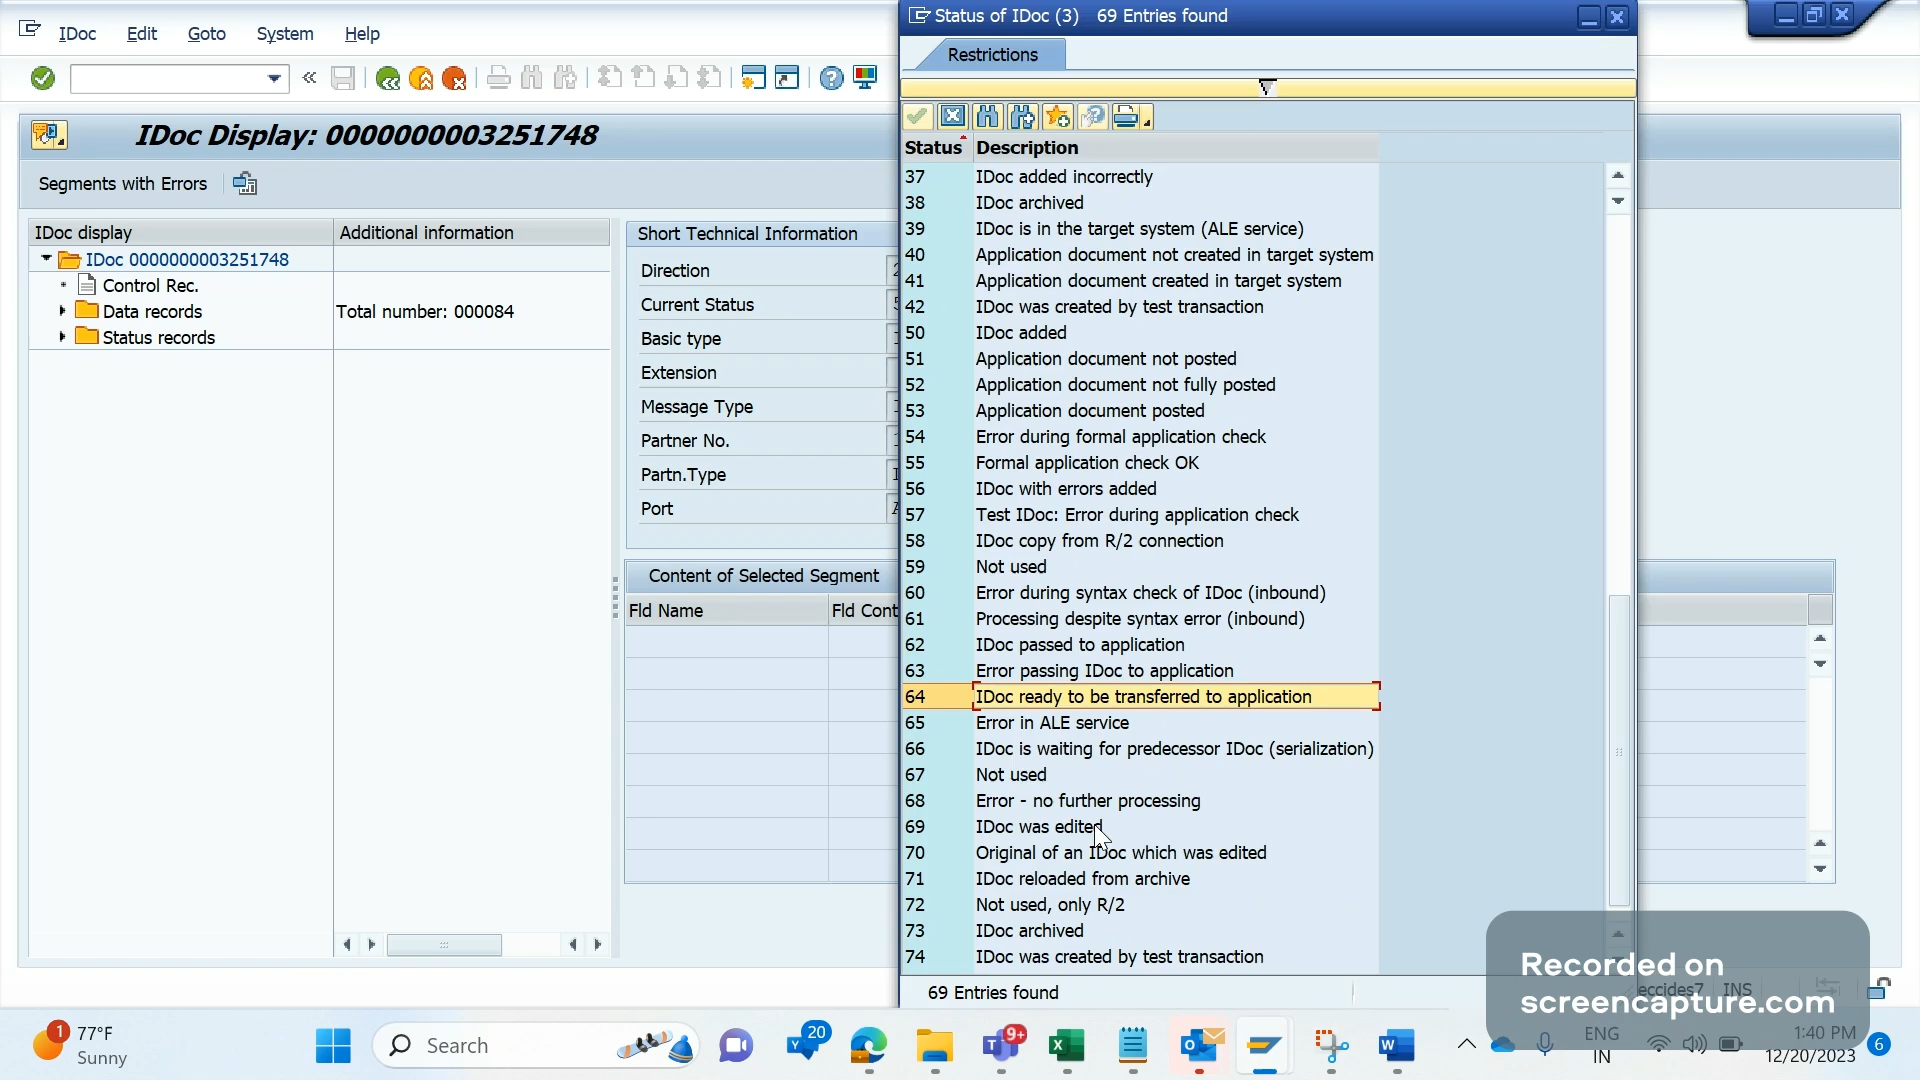 IDoc Edit Goto System Help
IDoc Display: 0000000003251748
Segments with Errors
IDoc display Additional information
IDoc 0000000003251748
Control Rec.
Data records Total number: 000084
Status records
Short Technical Information
Direction 2
Current Status 5
Basic type
Extension
Message Type
Partner No.
Partn.Type
Port
Content of Selected Segment
Fld Name Fld Cont
Status of IDoc (3) 69 Entries found
Restrictions
Status Description
37 IDoc added incorrectly
38 IDoc archived
39 IDoc is in the target system (ALE service)
40 Application document not created in target system
41 Application document created in target system
42 IDoc was created by test transaction
50 IDoc added
51 Application document not posted
52 Application document not fully posted
53 Application document posted
54 Error during formal application check
55 Formal application check OK
56 IDoc with errors added
57 Test IDoc: Error during application check
58 IDoc copy from R/2 connection
59 Not used
60 Error during syntax check of IDoc (inbound)
61 Processing despite syntax error (inbound)
62 IDoc passed to application
63 Error passing IDoc to application
64 IDoc ready to be transferred to application
65 Error in ALE service
66 IDoc is waiting for predecessor IDoc (serialization)
67 Not used
68 Error - no further processing
69 IDoc was edited
70 Original of an IDoc which was edited
71 IDoc reloaded from archive
72 Not used, only R/2
73 IDoc archived
74 IDoc was created by test transaction
69 Entries found
eccides7 INS
Recorded on
screencapture.com
1 77°F
Sunny
Search
20
9+
ENG
IN
1:40 PM
12/20/2023
6